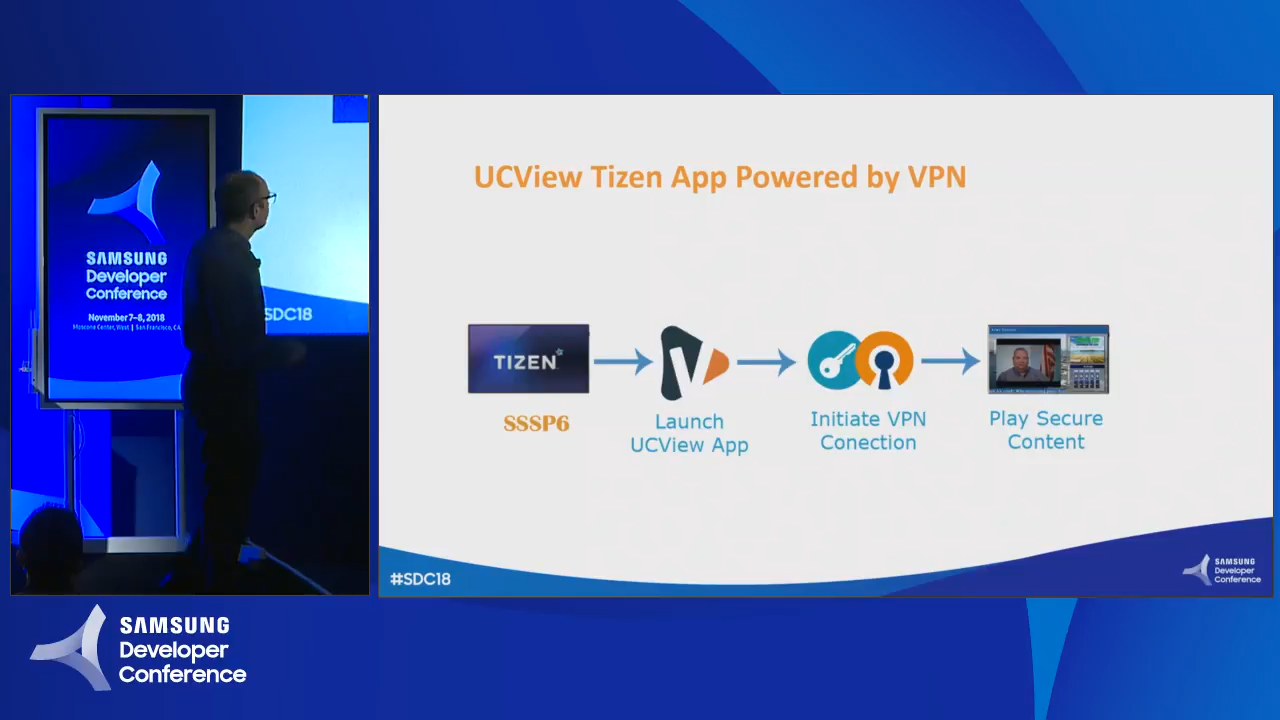 SAMSUNG
Developer
Conference
November 7–8, 2018
Moscone Center, West | San Francisco, CA
SDC18
UCView Tizen App Powered by VPN
TIZEN
SSSP6
Launch
UCView App
Initiate VPN
Conection
Play Secure
Content
#SDC18
SAMSUNG
Developer
Conference
SAMSUNG
Developer
Conference